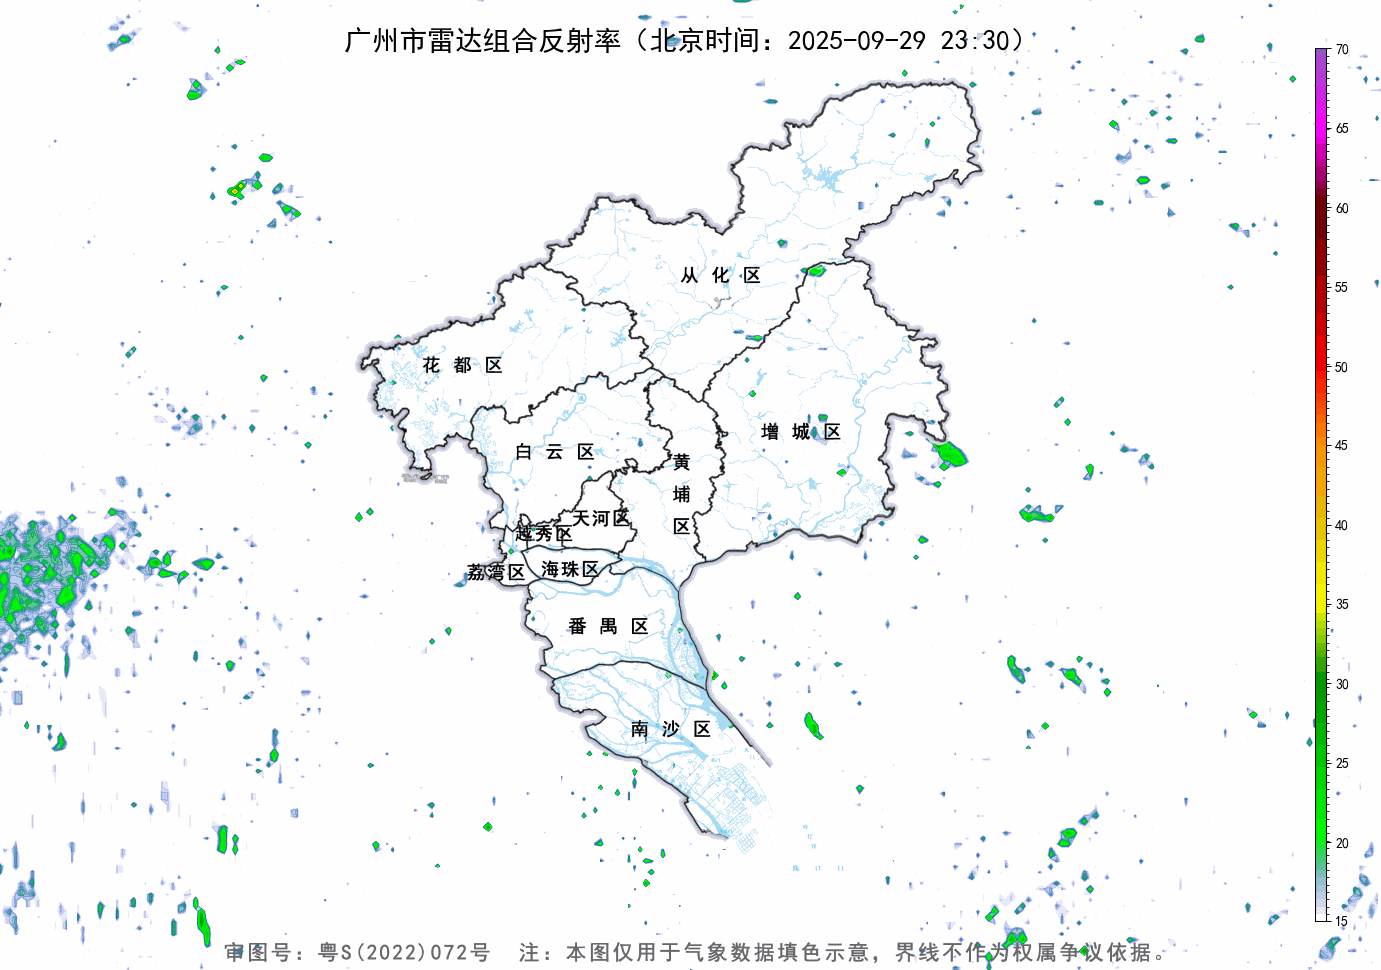 广州市雷达组合反射率（北京时间：2025-09-29 23:30）
70
65
60
55
50
45
40
35
30
25
20
15
从化区
花都区
增城区
白云区
黄埔区
天河区
越秀区
荔湾区
海珠区
番禺区
南沙区
审图号：粤S(2022)072号 注：本图仅用于气象数据填色示意，界线不作为权属争议依据。